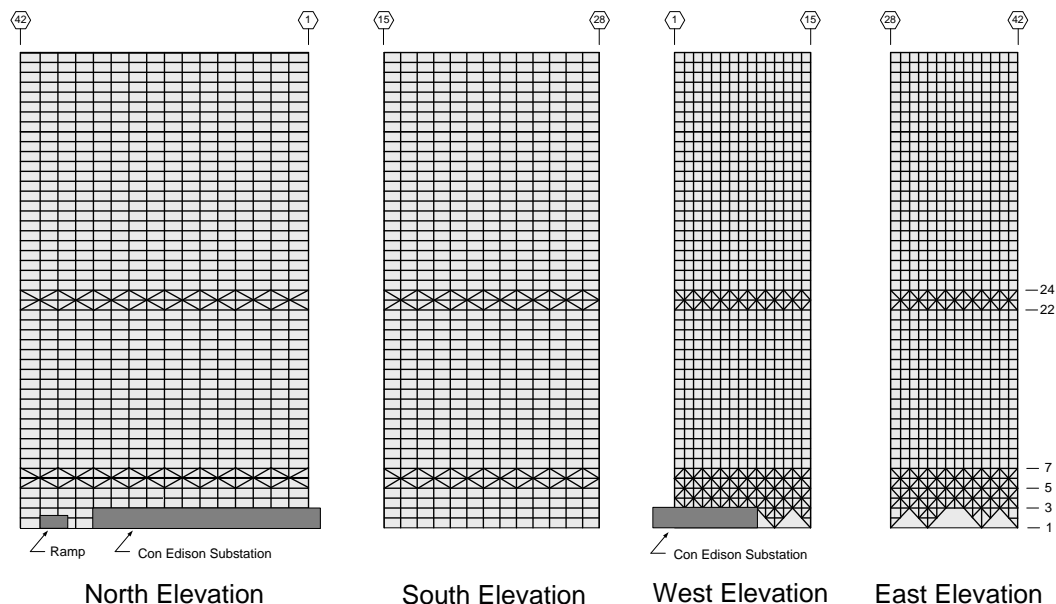 42 1 15 28 1 15 28 42
24
22
7
5
3
1
Ramp Con Edison Substation
Con Edison Substation
North Elevation South Elevation West Elevation East Elevation